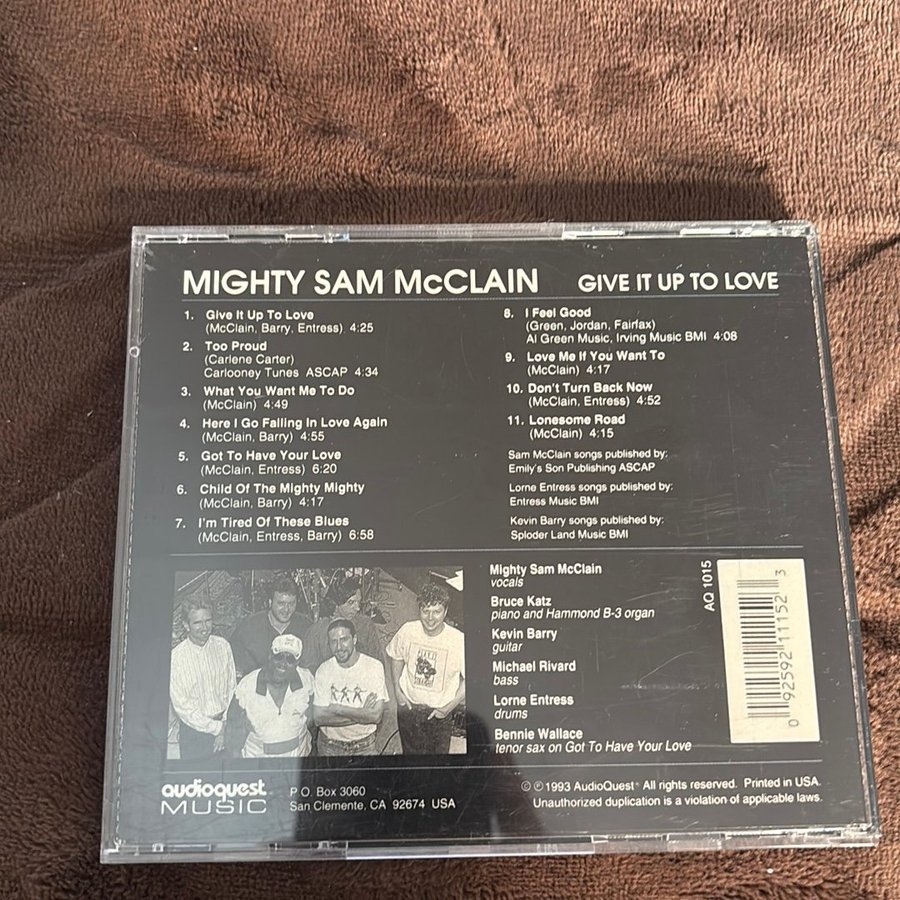 MIGHTY SAM McCLAIN GIVE IT UP TO LOVE
1. Give It Up To Love
(McClain, Barry, Entress) 4:25
2. Too Proud
(Carlene Carter)
Carlooney Tunes ASCAP 4:34
3. What You Want Me To Do
(McClain) 4:49
4. Here I Go Falling In Love Again
(McClain, Barry) 4:55
5. Got To Have Your Love
(McClain, Entress) 6:20
6. Child Of The Mighty Mighty
(McClain, Barry) 4:17
7. I'm Tired Of These Blues
(McClain, Entress, Barry) 6:58
8. I Feel Good
(Green, Jordan, Fairfax)
Al Green Music, Irving Music BMI 4:08
9. Love Me If You Want To
(McClain) 4:17
10. Don't Turn Back Now
(McClain, Entress) 4:52
11. Lonesome Road
(McClain) 4:15
Sam McClain songs published by:
Emily's Son Publishing ASCAP
Lorne Entress songs published by:
Entress Music BMI
Kevin Barry songs published by:
Sploder Land Music BMI
Mighty Sam McClain
vocals
Bruce Katz
piano and Hammond B-3 organ
Kevin Barry
guitar
Michael Rivard
bass
Lorne Entress
drums
Bennie Wallace
tenor sax on Got To Have Your Love
AQ 1015
0 92592 11152 3
audioquest
MUSIC
P.O. Box 3060
San Clemente, CA 92674 USA
© ℗ 1993 AudioQuest® All rights reserved. Printed in USA.
Unauthorized duplication is a violation of applicable laws.